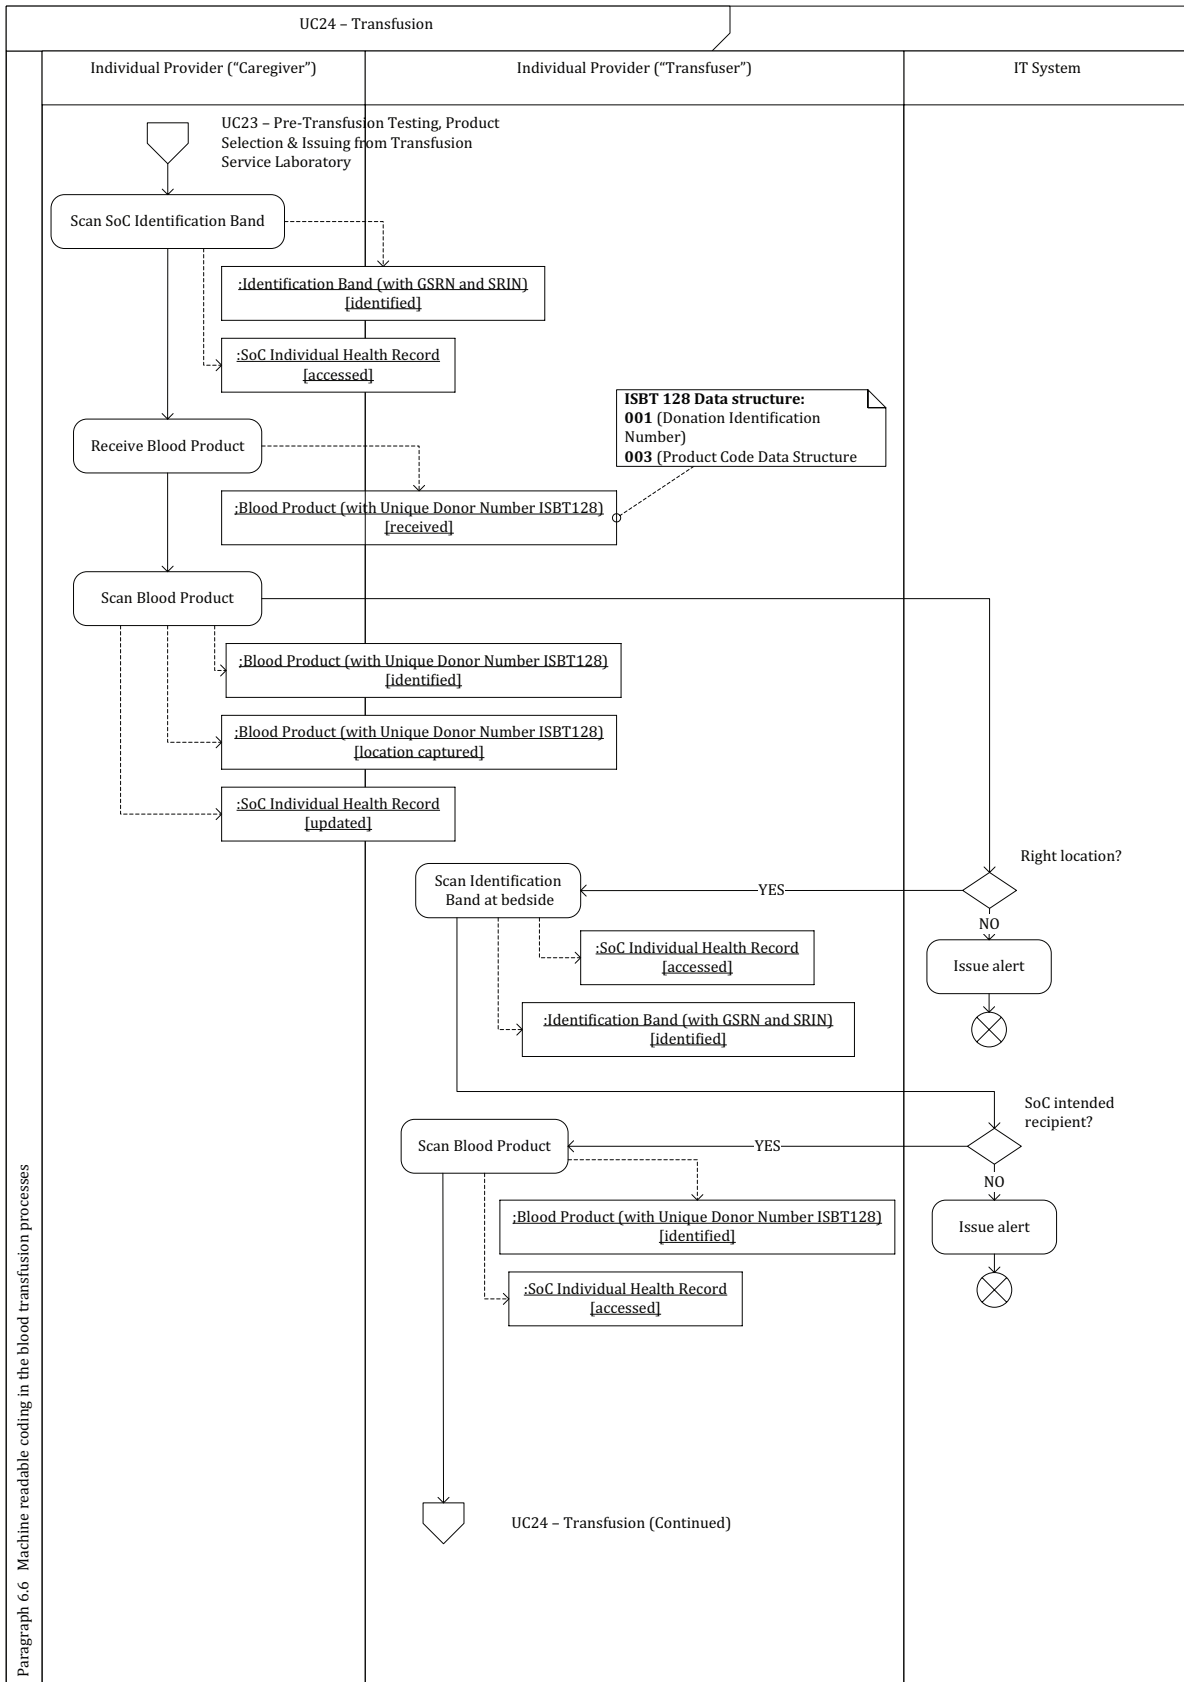 UC24 – Transfusion
Individual Provider (“Caregiver”)
Individual Provider (“Transfuser”)
IT System
UC23 – Pre-Transfusion Testing, Product
Selection & Issuing from Transfusion
Service Laboratory
Scan SoC Identification Band
:Identification Band (with GSRN and SRIN)
[identified]
:SoC Individual Health Record
[accessed]
ISBT 128 Data structure:
001 (Donation Identification
Number)
003 (Product Code Data Structure
Receive Blood Product
:Blood Product (with Unique Donor Number ISBT128)
[received]
Scan Blood Product
:Blood Product (with Unique Donor Number ISBT128)
[identified]
:Blood Product (with Unique Donor Number ISBT128)
[location captured]
:SoC Individual Health Record
[updated]
Right location?
Scan Identification
Band at bedside
YES
NO
:SoC Individual Health Record
[accessed]
Issue alert
:Identification Band (with GSRN and SRIN)
[identified]
SoC intended
recipient?
Scan Blood Product
YES
NO
:Blood Product (with Unique Donor Number ISBT128)
[identified]
Issue alert
:SoC Individual Health Record
[accessed]
UC24 – Transfusion (Continued)
Paragraph 6.6 Machine readable coding in the blood transfusion processes